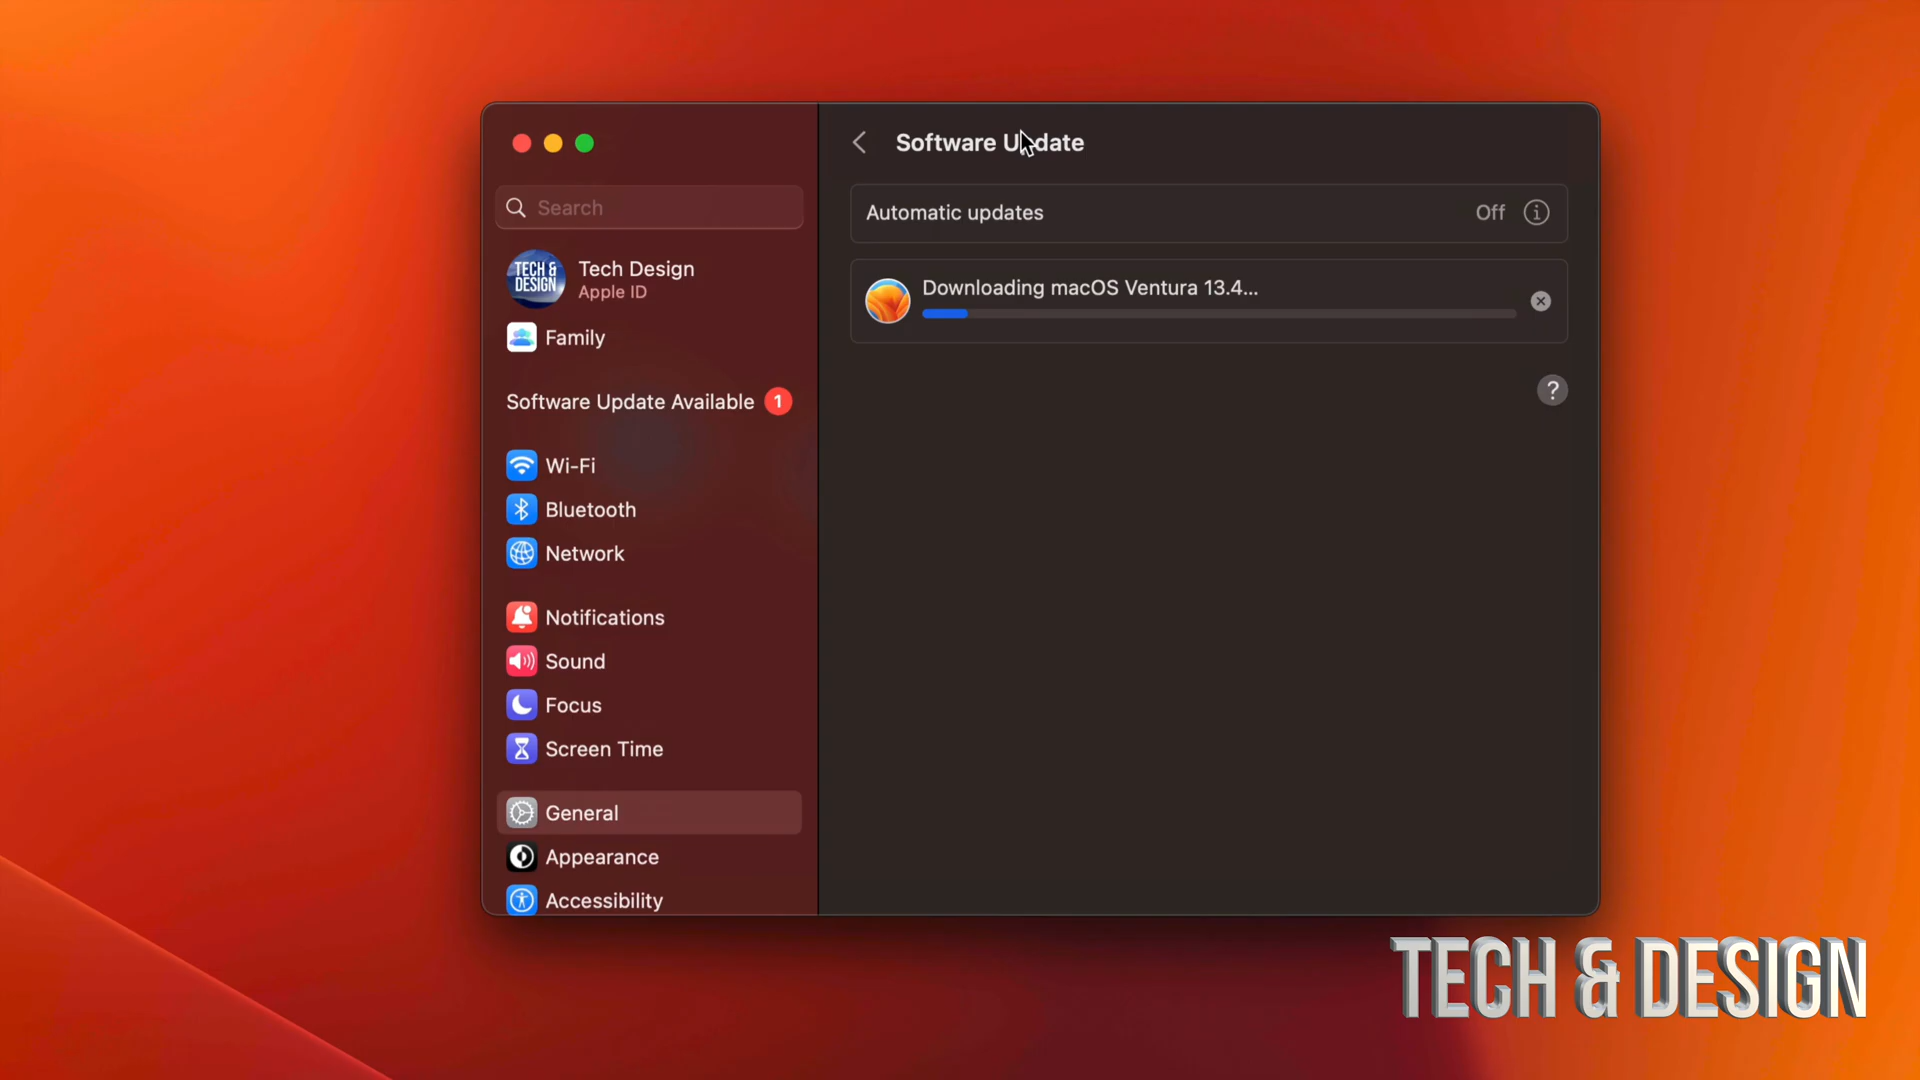 Software Update
Search
Automatic updates
Off
TECH &
DESIGN
Tech Design
Apple ID
Downloading macOS Ventura 13.4...
Family
Software Update Available 1
?
Wi-Fi
Bluetooth
Network
Notifications
Sound
Focus
Screen Time
General
Appearance
Accessibility
TECH & DESIGN